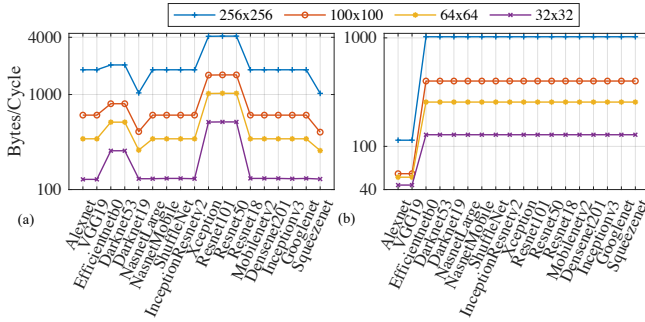 256x256 100x100 64x64 32x32
Bytes/Cycle
4000
1000
100
(a)
Alexnet
VGG19
Efficientnetb0
Darknet53
Darknet19
NasnetLarge
NasnetMobile
ShuffleNet
InceptionResnetv2
Xception
Resnet101
Resnet50
Resnet18
Mobilenetv2
Densenet201
Inceptionv3
Googlenet
Squeezenet
1000
100
40
(b)
Alexnet
VGG19
Efficientnetb0
Darknet53
Darknet19
NasnetLarge
NasnetMobile
ShuffleNet
InceptionResnetv2
Xception
Resnet101
Resnet50
Resnet18
Mobilenetv2
Densenet201
Inceptionv3
Googlenet
Squeezenet